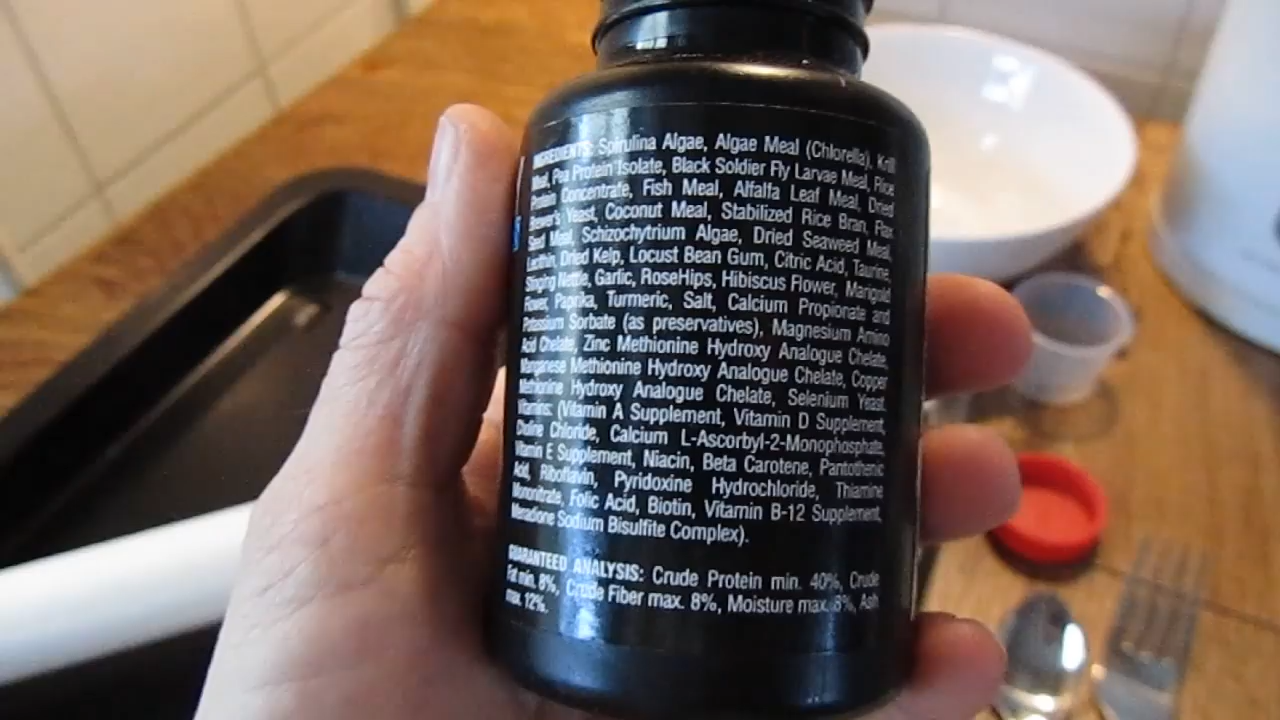 INGREDIENTS: Spirulina Algae, Algae Meal (Chlorella), Krill
Meal, Pea Protein Isolate, Black Soldier Fly Larvae Meal, Rice
Protein Concentrate, Fish Meal, Alfalfa Leaf Meal, Dried
Brewer's Yeast, Coconut Meal, Stabilized Rice Bran, Flax
Seed Meal, Schizochytrium Algae, Dried Seaweed Meal,
Lecithin, Dried Kelp, Locust Bean Gum, Citric Acid, Taurine,
Stinging Nettle, Garlic, RoseHips, Hibiscus Flower, Marigold
Flower, Paprika, Turmeric, Salt, Calcium Propionate and
Potassium Sorbate (as preservatives), Magnesium Amino
Acid Chelate, Zinc Methionine Hydroxy Analogue Chelate,
Manganese Methionine Hydroxy Analogue Chelate, Copper
Methionine Hydroxy Analogue Chelate, Selenium Yeast.
Vitamins: (Vitamin A Supplement, Vitamin D Supplement,
Choline Chloride, Calcium L-Ascorbyl-2-Monophosphate,
Vitamin E Supplement, Niacin, Beta Carotene, Pantothenic
Acid, Riboflavin, Pyridoxine Hydrochloride, Thiamine
Mononitrate, Folic Acid, Biotin, Vitamin B-12 Supplement,
Menadione Sodium Bisulfite Complex).
GUARANTEED ANALYSIS: Crude Protein min. 40%, Crude
Fat min. 8%, Crude Fiber max. 8%, Moisture max. 8%, Ash
max. 12%.